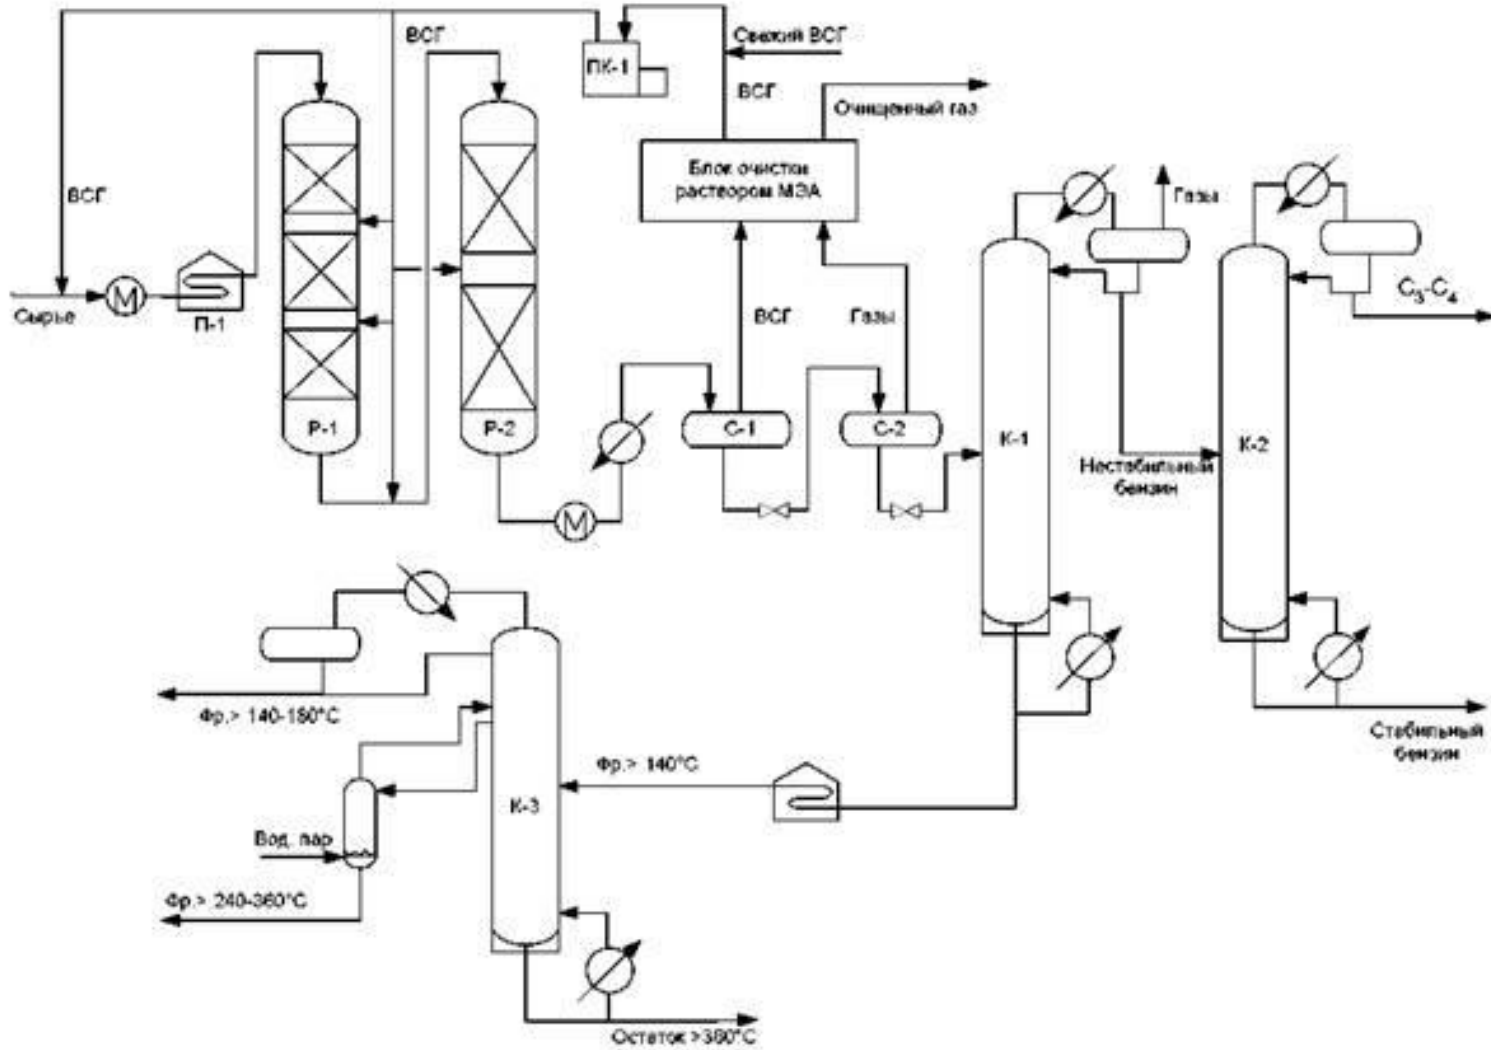 ВСГ
Свежий ВСГ
ПК-1
ВСГ
Очищенный газ
Блок очистки
раствором МЭА
ВСГ
Газы
C₃-C₄
Сырье
М
П-1
ВСГ
Газы
Р-1
Р-2
С-1
С-2
К-1
К-2
Нестабильный
бензин
М
Фр.> 140-180°С
Стабильный
бензин
Фр.> 140°С
К-3
Вод. пар
Фр.> 240-360°С
Остаток >360°С